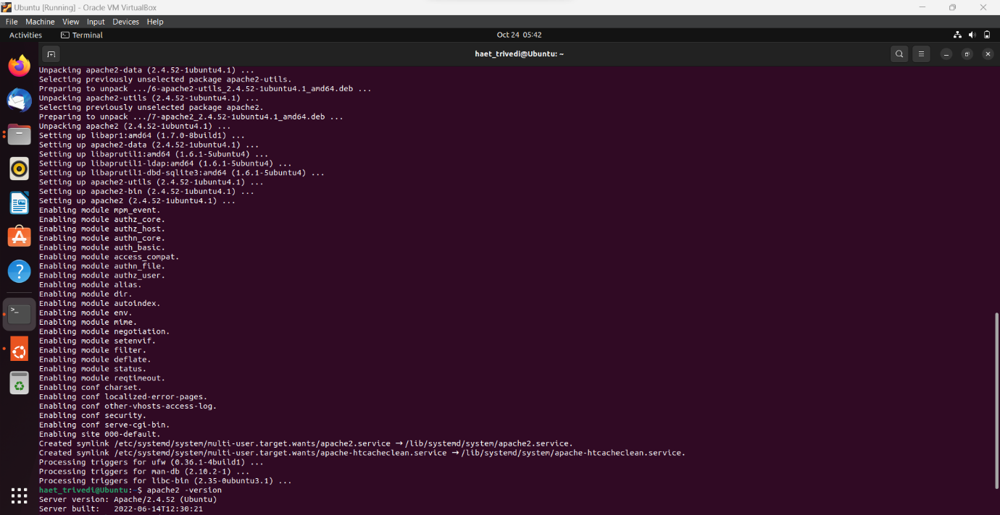 Ubuntu [Running] - Oracle VM VirtualBox
File Machine View Input Devices Help
Activities Terminal Oct 24 05:42
haet_trivedi@Ubuntu: ~
Unpacking apache2-data (2.4.52-1ubuntu4.1) ...
Selecting previously unselected package apache2-utils.
Preparing to unpack .../6-apache2-utils_2.4.52-1ubuntu4.1_amd64.deb ...
Unpacking apache2-utils (2.4.52-1ubuntu4.1) ...
Selecting previously unselected package apache2.
Preparing to unpack .../7-apache2_2.4.52-1ubuntu4.1_amd64.deb ...
Unpacking apache2 (2.4.52-1ubuntu4.1) ...
Setting up libapr1:amd64 (1.7.0-8build1) ...
Setting up apache2-data (2.4.52-1ubuntu4.1) ...
Setting up libaprutil1:amd64 (1.6.1-5ubuntu4) ...
Setting up libaprutil1-ldap:amd64 (1.6.1-5ubuntu4) ...
Setting up libaprutil1-dbd-sqlite3:amd64 (1.6.1-5ubuntu4) ...
Setting up apache2-utils (2.4.52-1ubuntu4.1) ...
Setting up apache2-bin (2.4.52-1ubuntu4.1) ...
Setting up apache2 (2.4.52-1ubuntu4.1) ...
Enabling module mpm_event.
Enabling module authz_core.
Enabling module authz_host.
Enabling module authn_core.
Enabling module auth_basic.
Enabling module access_compat.
Enabling module authn_file.
Enabling module authz_user.
Enabling module alias.
Enabling module dir.
Enabling module autoindex.
Enabling module env.
Enabling module mime.
Enabling module negotiation.
Enabling module setenvif.
Enabling module filter.
Enabling module deflate.
Enabling module status.
Enabling module reqtimeout.
Enabling conf charset.
Enabling conf localized-error-pages.
Enabling conf other-vhosts-access-log.
Enabling conf security.
Enabling conf serve-cgi-bin.
Enabling site 000-default.
Created symlink /etc/systemd/system/multi-user.target.wants/apache2.service → /lib/systemd/system/apache2.service.
Created symlink /etc/systemd/system/multi-user.target.wants/apache-htcacheclean.service → /lib/systemd/system/apache-htcacheclean.service.
Processing triggers for ufw (0.36.1-4build1) ...
Processing triggers for man-db (2.10.2-1) ...
Processing triggers for libc-bin (2.35-0ubuntu3.1) ...
haet_trivedi@Ubuntu:~$ apache2 -version
Server version: Apache/2.4.52 (Ubuntu)
Server built:   2022-06-14T12:30:21